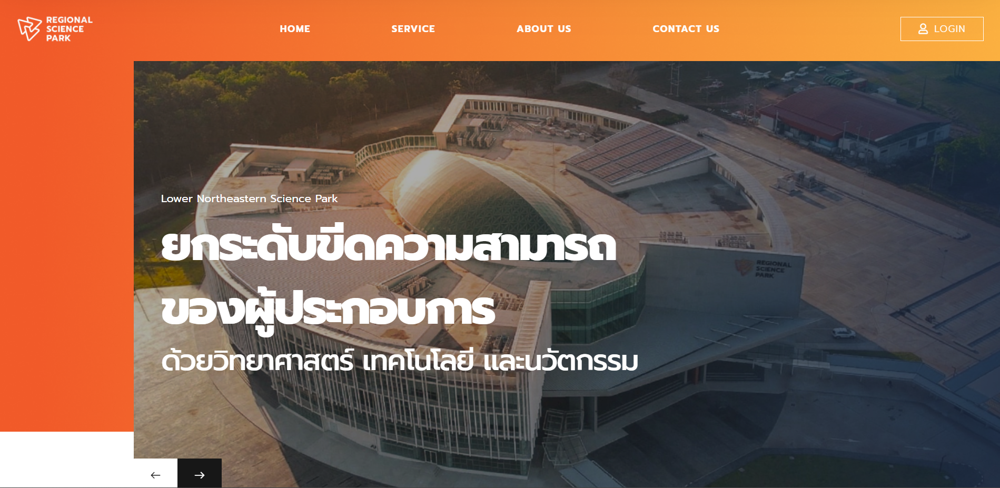 REGIONAL
SCIENCE
PARK
HOME
SERVICE
ABOUT US
CONTACT US
LOGIN
Lower Northeastern Science Park
ยกระดับขีดความสามารถ
ของผู้ประกอบการ
ด้วยวิทยาศาสตร์ เทคโนโลยี และนวัตกรรม
REGIONAL
SCIENCE
PARK